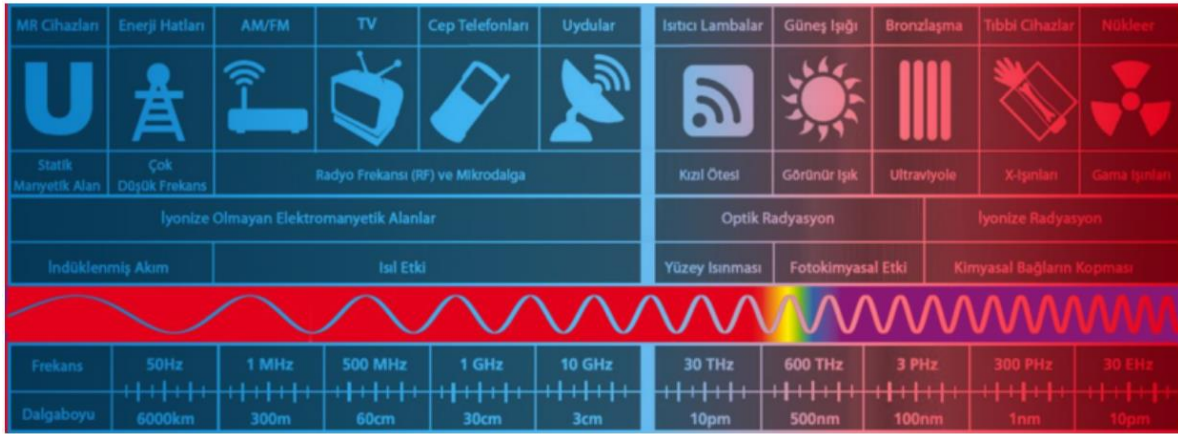 MR Cihazları Enerji Hatları AM/FM TV Cep Telefonları Uydular Isıtıcı Lambalar Güneş Işığı Bronzlaşma Tıbbi Cihazlar Nükleer
Statik Manyetik Alan
Çok Düşük Frekans
Radyo Frekansı (RF) ve Mikrodalga
Kızıl Ötesi
Görünür Işık
Ultraviyole
X-Işınları
Gama Işınları
İyonize Olmayan Elektromanyetik Alanlar Optik Radyasyon İyonize Radyasyon
İndüklenmiş Akım Isıl Etki Yüzey Isınması Fotokimyasal Etki Kimyasal Bağların Kopması
Frekans 50Hz 1 MHz 500 MHz 1 GHz 10 GHz 30 THz 600 THz 3 PHz 300 PHz 30 EHz
Dalgaboyu 6000km 300m 60cm 30cm 3cm 10pm 500nm 100nm 1nm 10pm